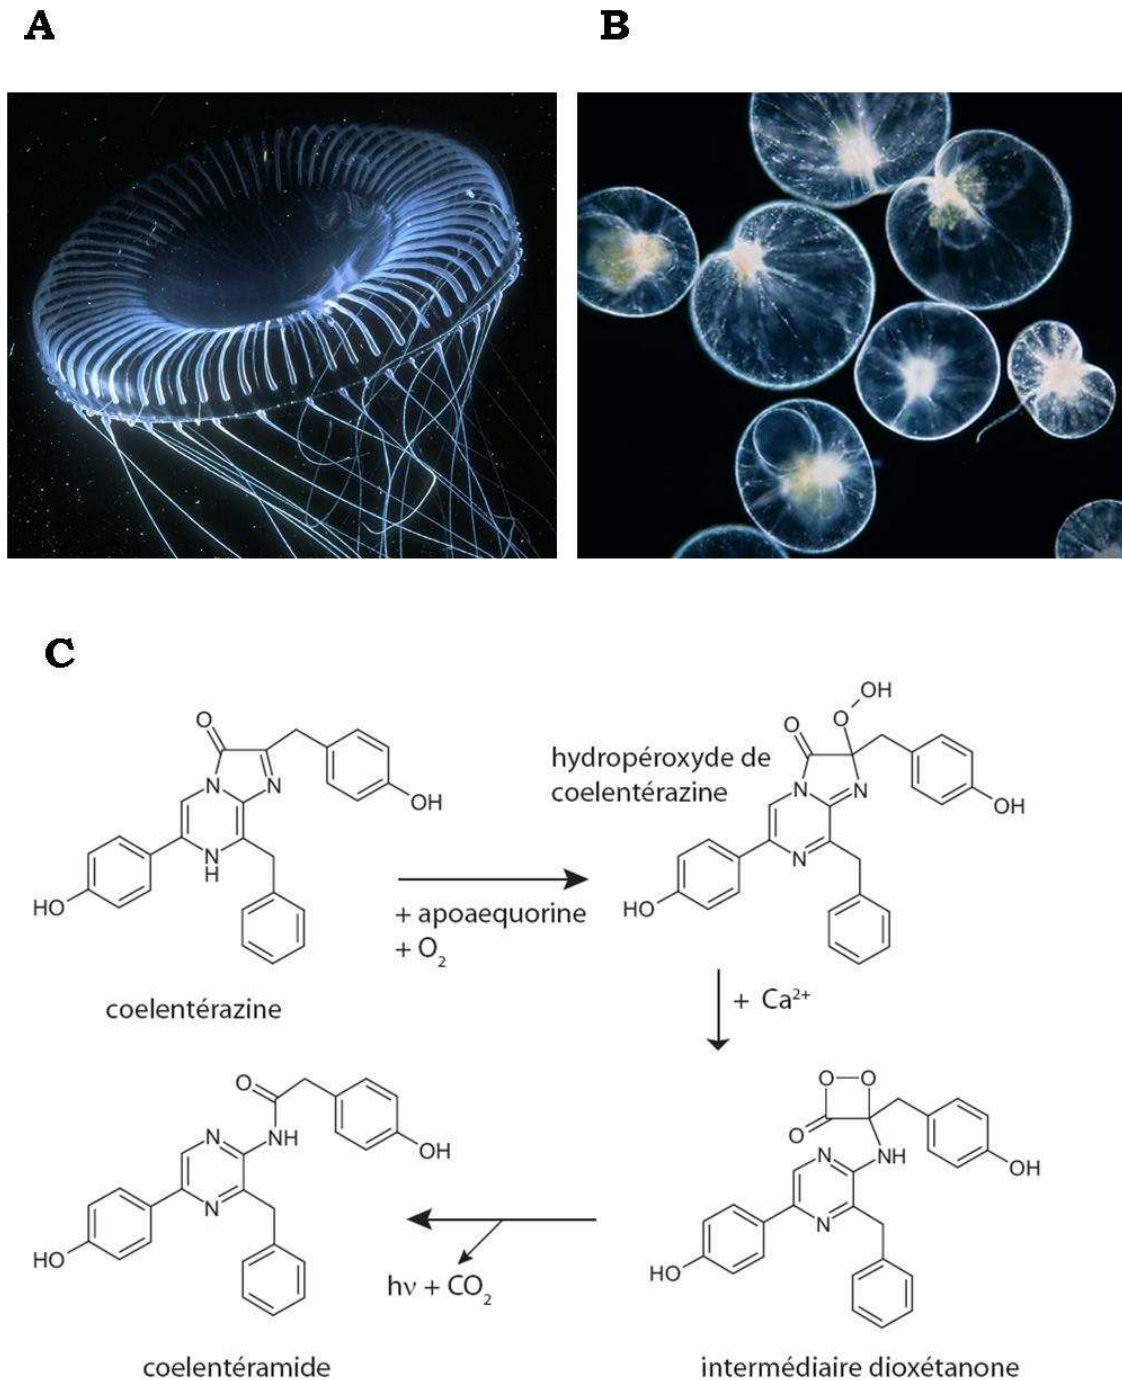 A
B
C
O
OH
N
N
OH
N
H
HO
coelentérazine
+ apoaequorine
+ O₂
hydropéroxyde de
coelentérazine
OH
O
O
N
N
OH
N
HO
+ Ca²⁺
O
N
NH
OH
N
HO
coelentéramide
hν + CO₂
O
O
O
N
NH
OH
N
HO
intermédiaire dioxétanone